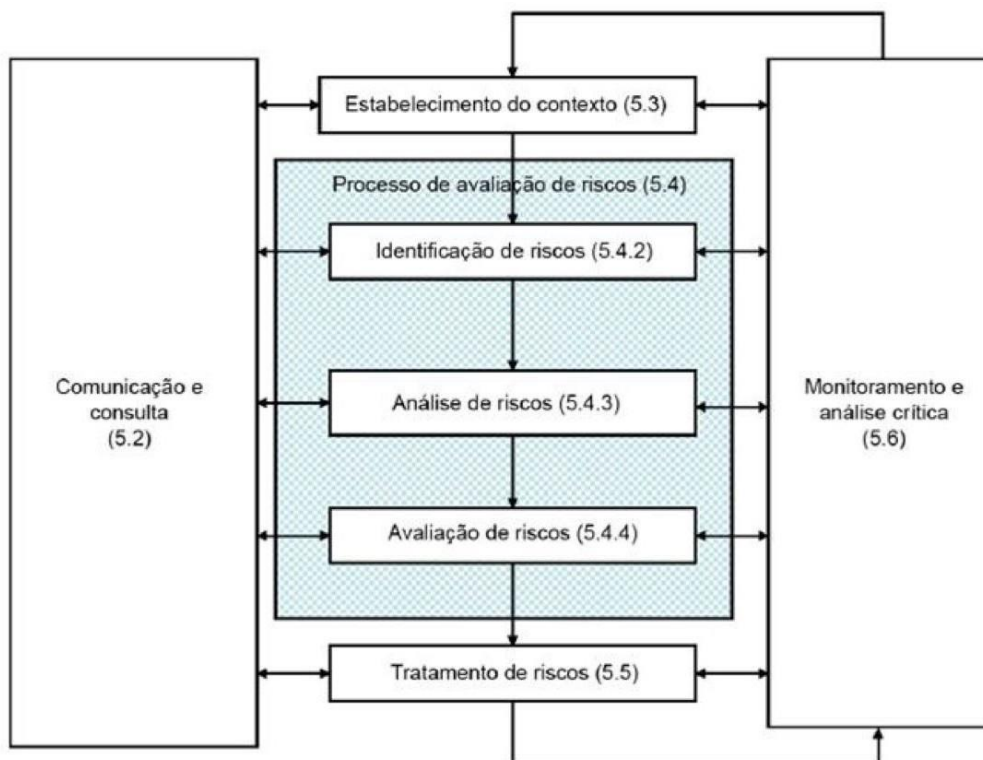 Estabelecimento do contexto (5.3)
Processo de avaliação de riscos (5.4)
Identificação de riscos (5.4.2)
Comunicação e
consulta
(5.2)
Análise de riscos (5.4.3)
Monitoramento e
análise crítica
(5.6)
Avaliação de riscos (5.4.4)
Tratamento de riscos (5.5)